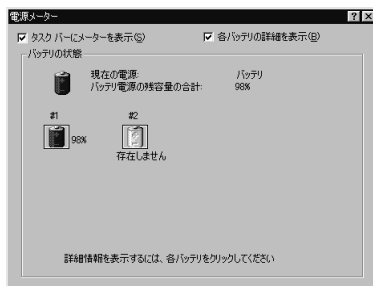 電源メーター
タスク バーにメーターを表示(S)
各バッテリの詳細を表示(B)
バッテリの状態
現在の電源: バッテリ
バッテリ電源の残容量の合計: 98%
#1 #2
98%
存在しません
詳細情報を表示するには、各バッテリをクリックしてください